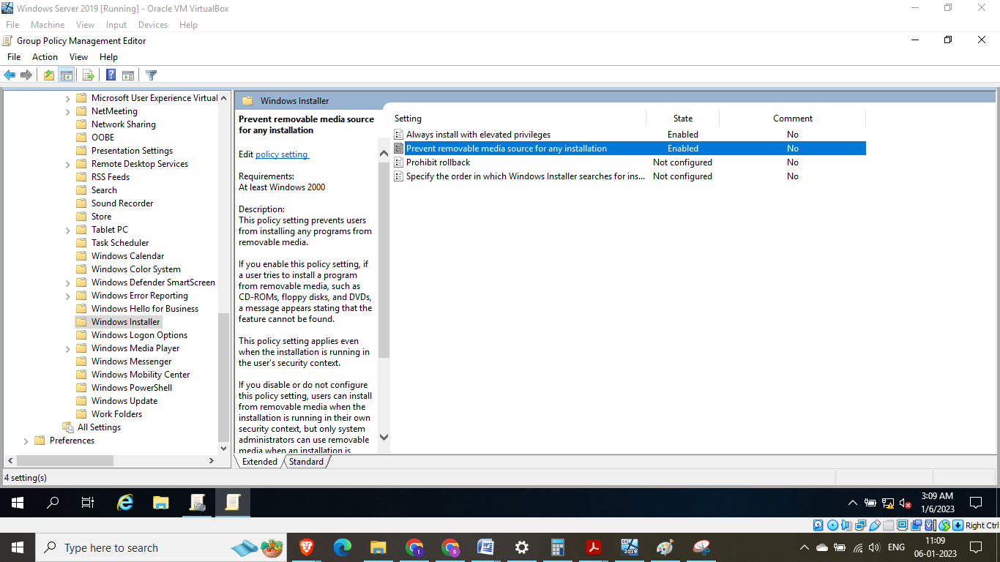 Windows Server 2019 [Running] - Oracle VM VirtualBox
File Machine View Input Devices Help
Group Policy Management Editor
File Action View Help
Microsoft User Experience Virtual
NetMeeting
Network Sharing
OOBE
Presentation Settings
Remote Desktop Services
RSS Feeds
Search
Sound Recorder
Store
Tablet PC
Task Scheduler
Windows Calendar
Windows Color System
Windows Defender SmartScreen
Windows Error Reporting
Windows Hello for Business
Windows Installer
Windows Logon Options
Windows Media Player
Windows Messenger
Windows Mobility Center
Windows PowerShell
Windows Update
Work Folders
All Settings
Preferences
Windows Installer
Prevent removable media source
for any installation
Edit policy setting
Requirements:
At least Windows 2000
Description:
This policy setting prevents users
from installing any programs from
removable media.
If you enable this policy setting, if
a user tries to install a program
from removable media, such as
CD-ROMs, floppy disks, and DVDs,
a message appears stating that the
feature cannot be found.
This policy setting applies even
when the installation is running in
the user's security context.
If you disable or do not configure
this policy setting, users can install
from removable media when the
installation is running in their own
security context, but only system
administrators can use removable
media when an installation is
Setting State Comment
Always install with elevated privileges Enabled No
Prevent removable media source for any installation Enabled No
Prohibit rollback Not configured No
Specify the order in which Windows Installer searches for ins... Not configured No
Extended Standard
4 setting(s)
3:09 AM
1/6/2023
Right Ctrl
Type here to search
2019
ENG
11:09
06-01-2023